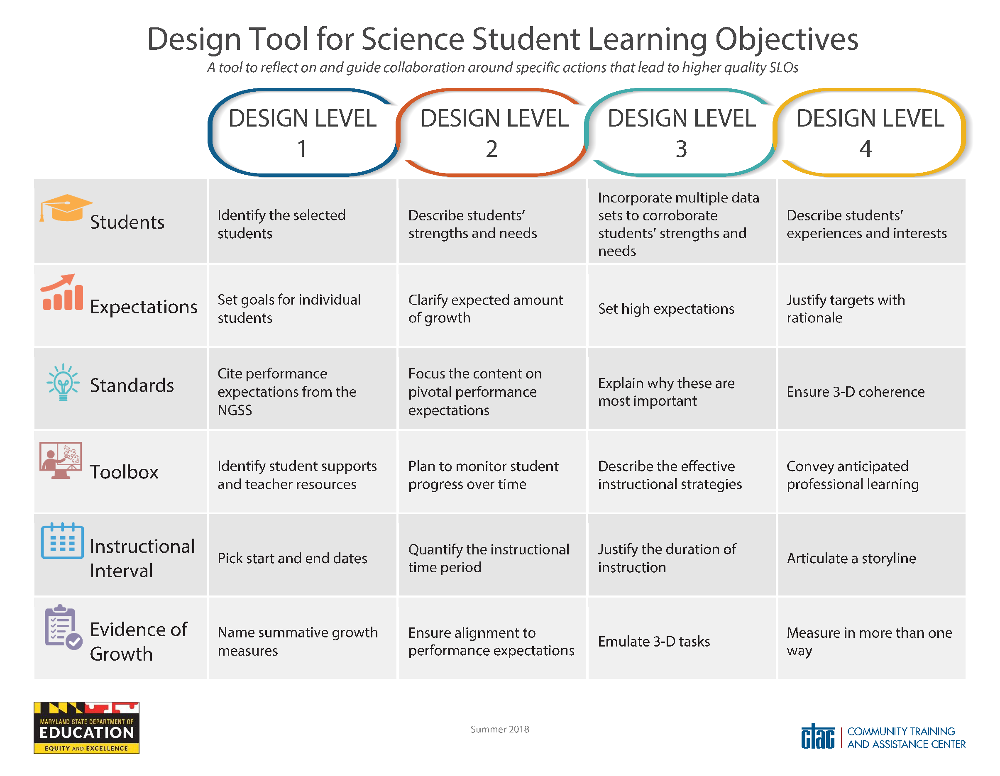 Design Tool for Science Student Learning Objectives
A tool to reflect on and guide collaboration around specific actions that lead to higher quality SLOs
DESIGN LEVEL
1
DESIGN LEVEL
2
DESIGN LEVEL
3
DESIGN LEVEL
4
Students
Identify the selected
students
Describe students'
strengths and needs
Incorporate multiple data
sets to corroborate
students' strengths and
needs
Describe students'
experiences and interests
Expectations
Set goals for individual
students
Clarify expected amount
of growth
Set high expectations
Justify targets with
rationale
Standards
Cite performance
expectations from the
NGSS
Focus the content on
pivotal performance
expectations
Explain why these are
most important
Ensure 3-D coherence
Toolbox
Identify student supports
and teacher resources
Plan to monitor student
progress over time
Describe the effective
instructional strategies
Convey anticipated
professional learning
Instructional
Interval
Pick start and end dates
Quantify the instructional
time period
Justify the duration of
instruction
Articulate a storyline
Evidence of
Growth
Name summative growth
measures
Ensure alignment to
performance expectations
Emulate 3-D tasks
Measure in more than one
way
MARYLAND STATE DEPARTMENT OF
EDUCATION
EQUITY AND EXCELLENCE
Summer 2018
ctac
COMMUNITY TRAINING
AND ASSISTANCE CENTER